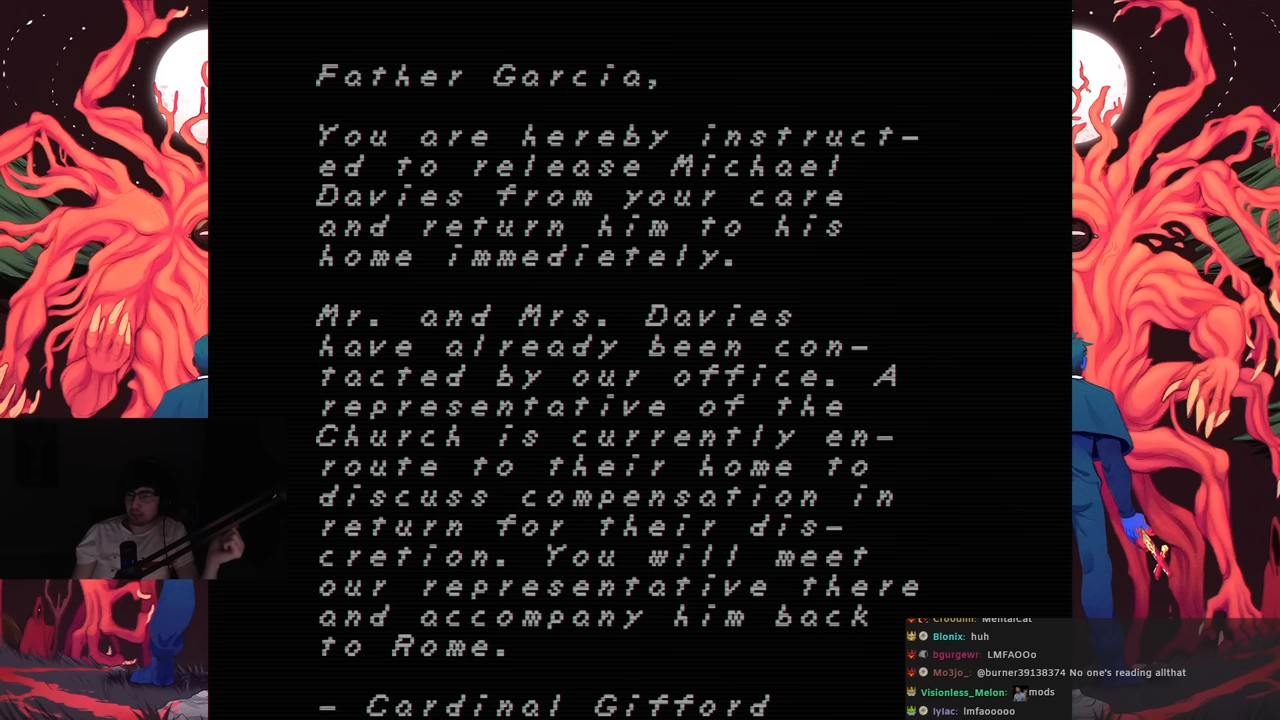 Father Garcia,
You are hereby instruct-
ed to release Michael
Davies from your care
and return him to his
home immedietely.
Mr. and Mrs. Davies
have already been con-
tacted by our office. A
representative of the
Church is currently en-
route to their home to
discuss compensation in
return for their dis-
cretion. You will meet
our representative there
and accompany him back
to Rome.
- Cardinal Gifford
MentalCat
Blonix: huh
bgurgewr: LMFAOOo
Mo3jo_: @burner39138374 No one's reading allthat
Visionless_Melon: mods
lmfaooooo